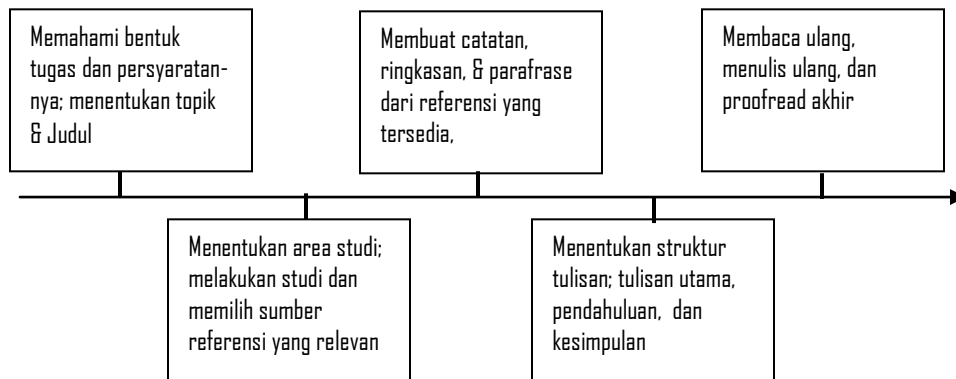 Memahami bentuk
tugas dan persyaratan-
nya; menentukan topik
& Judul
Menentukan area studi;
melakukan studi dan
memilih sumber
referensi yang relevan
Membuat catatan,
ringkasan, & parafrase
dari referensi yang
tersedia,
Menentukan struktur
tulisan; tulisan utama,
pendahuluan, dan
kesimpulan
Membaca ulang,
menulis ulang, dan
proofread akhir